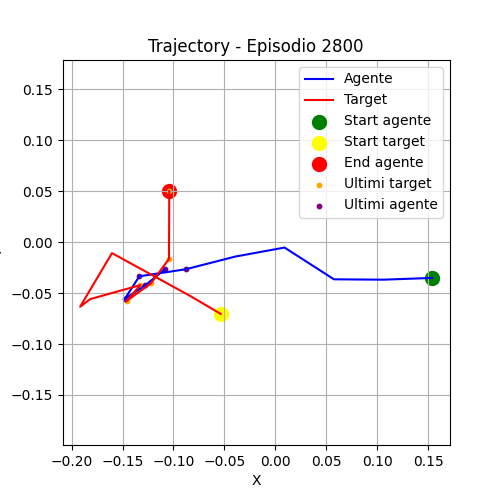 Trajectory - Episodio 2800
Agente
Target
Start agente
Start target
End agente
Ultimi target
Ultimi agente
0.15
0.10
0.05
0.00
−0.05
−0.10
−0.15
−0.20 −0.15 −0.10 −0.05 0.00 0.05 0.10 0.15
X